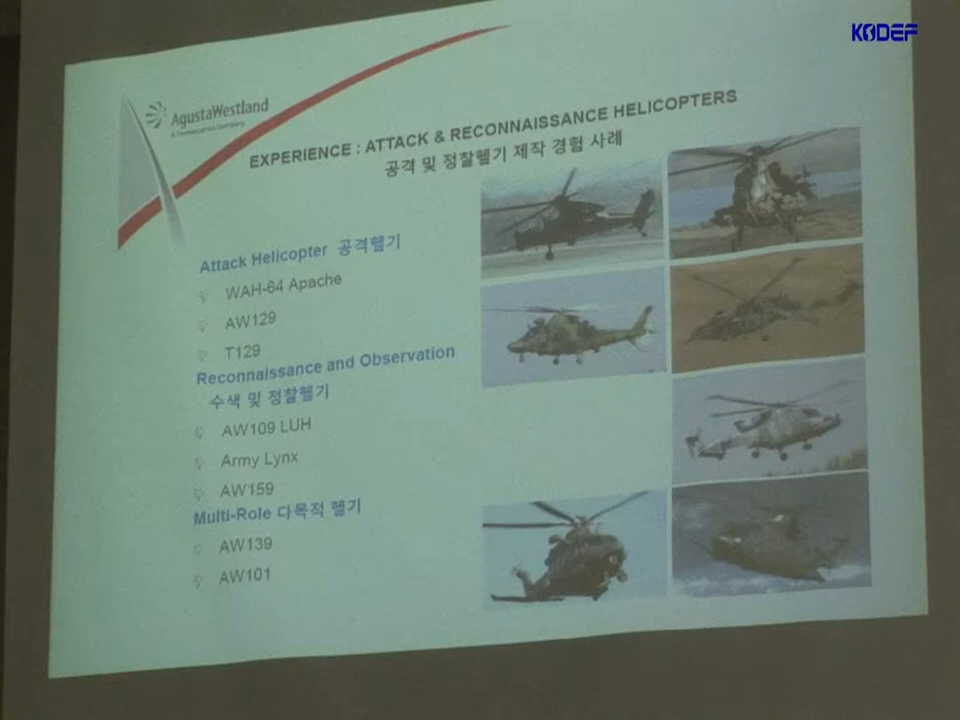 KODEF
AgustaWestland
A Finmeccanica Company
EXPERIENCE : ATTACK & RECONNAISSANCE HELICOPTERS
공격 및 정찰헬기 제작 경험 사례
Attack Helicopter 공격헬기
WAH-64 Apache
AW129
T129
Reconnaissance and Observation
수색 및 정찰헬기
AW109 LUH
Army Lynx
AW159
Multi-Role 다목적 헬기
AW139
AW101